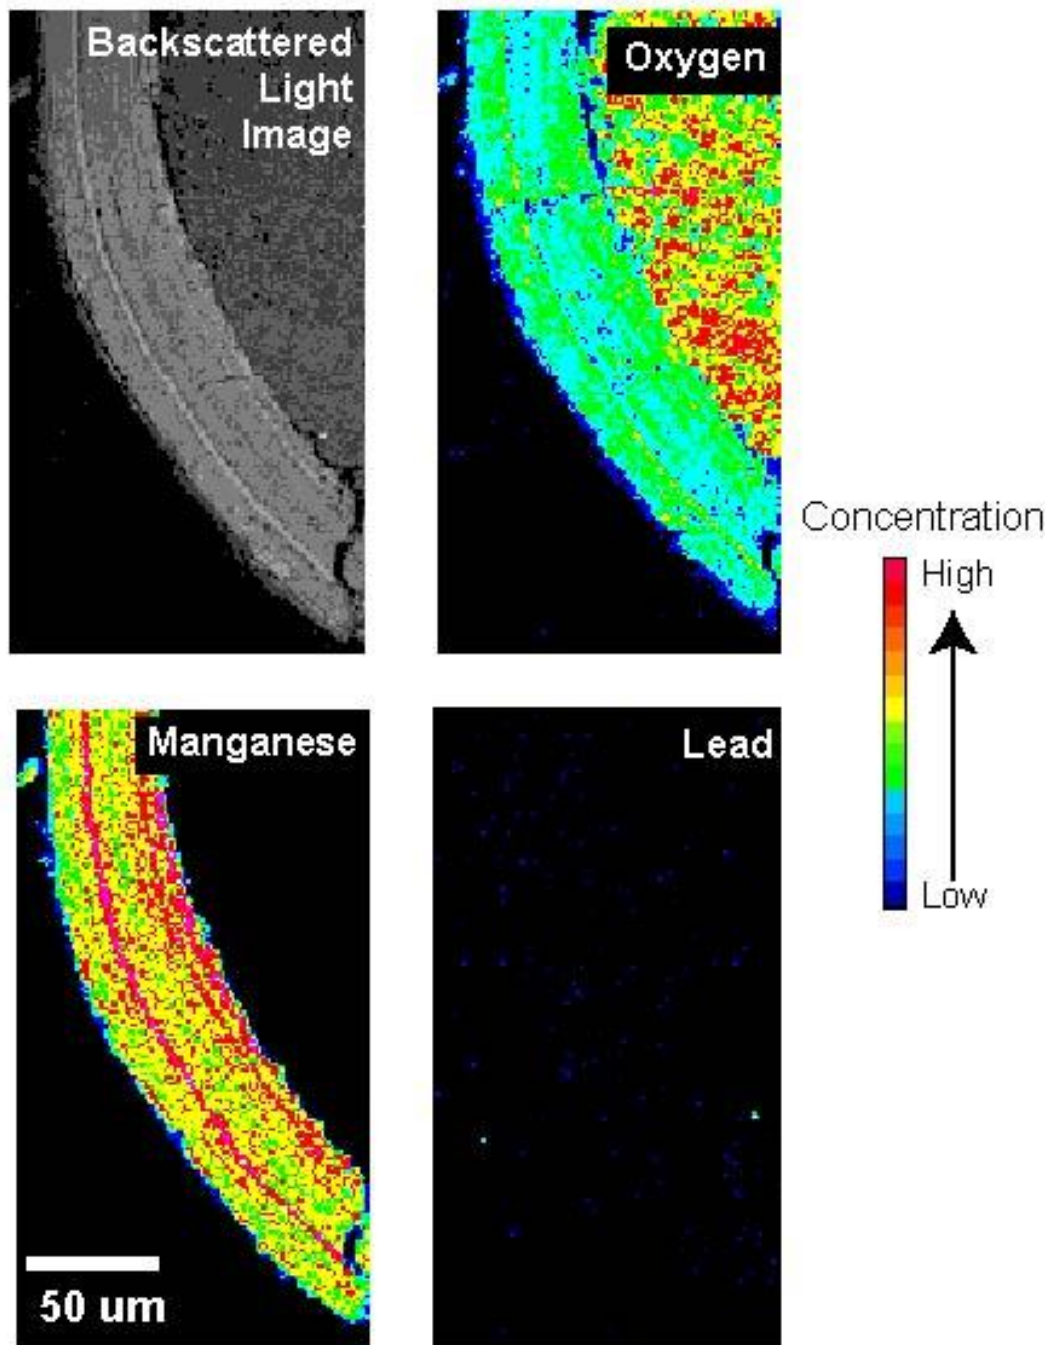 Backscattered
Light
Image
Oxygen
Concentration
High
Low
Manganese
Lead
50 um